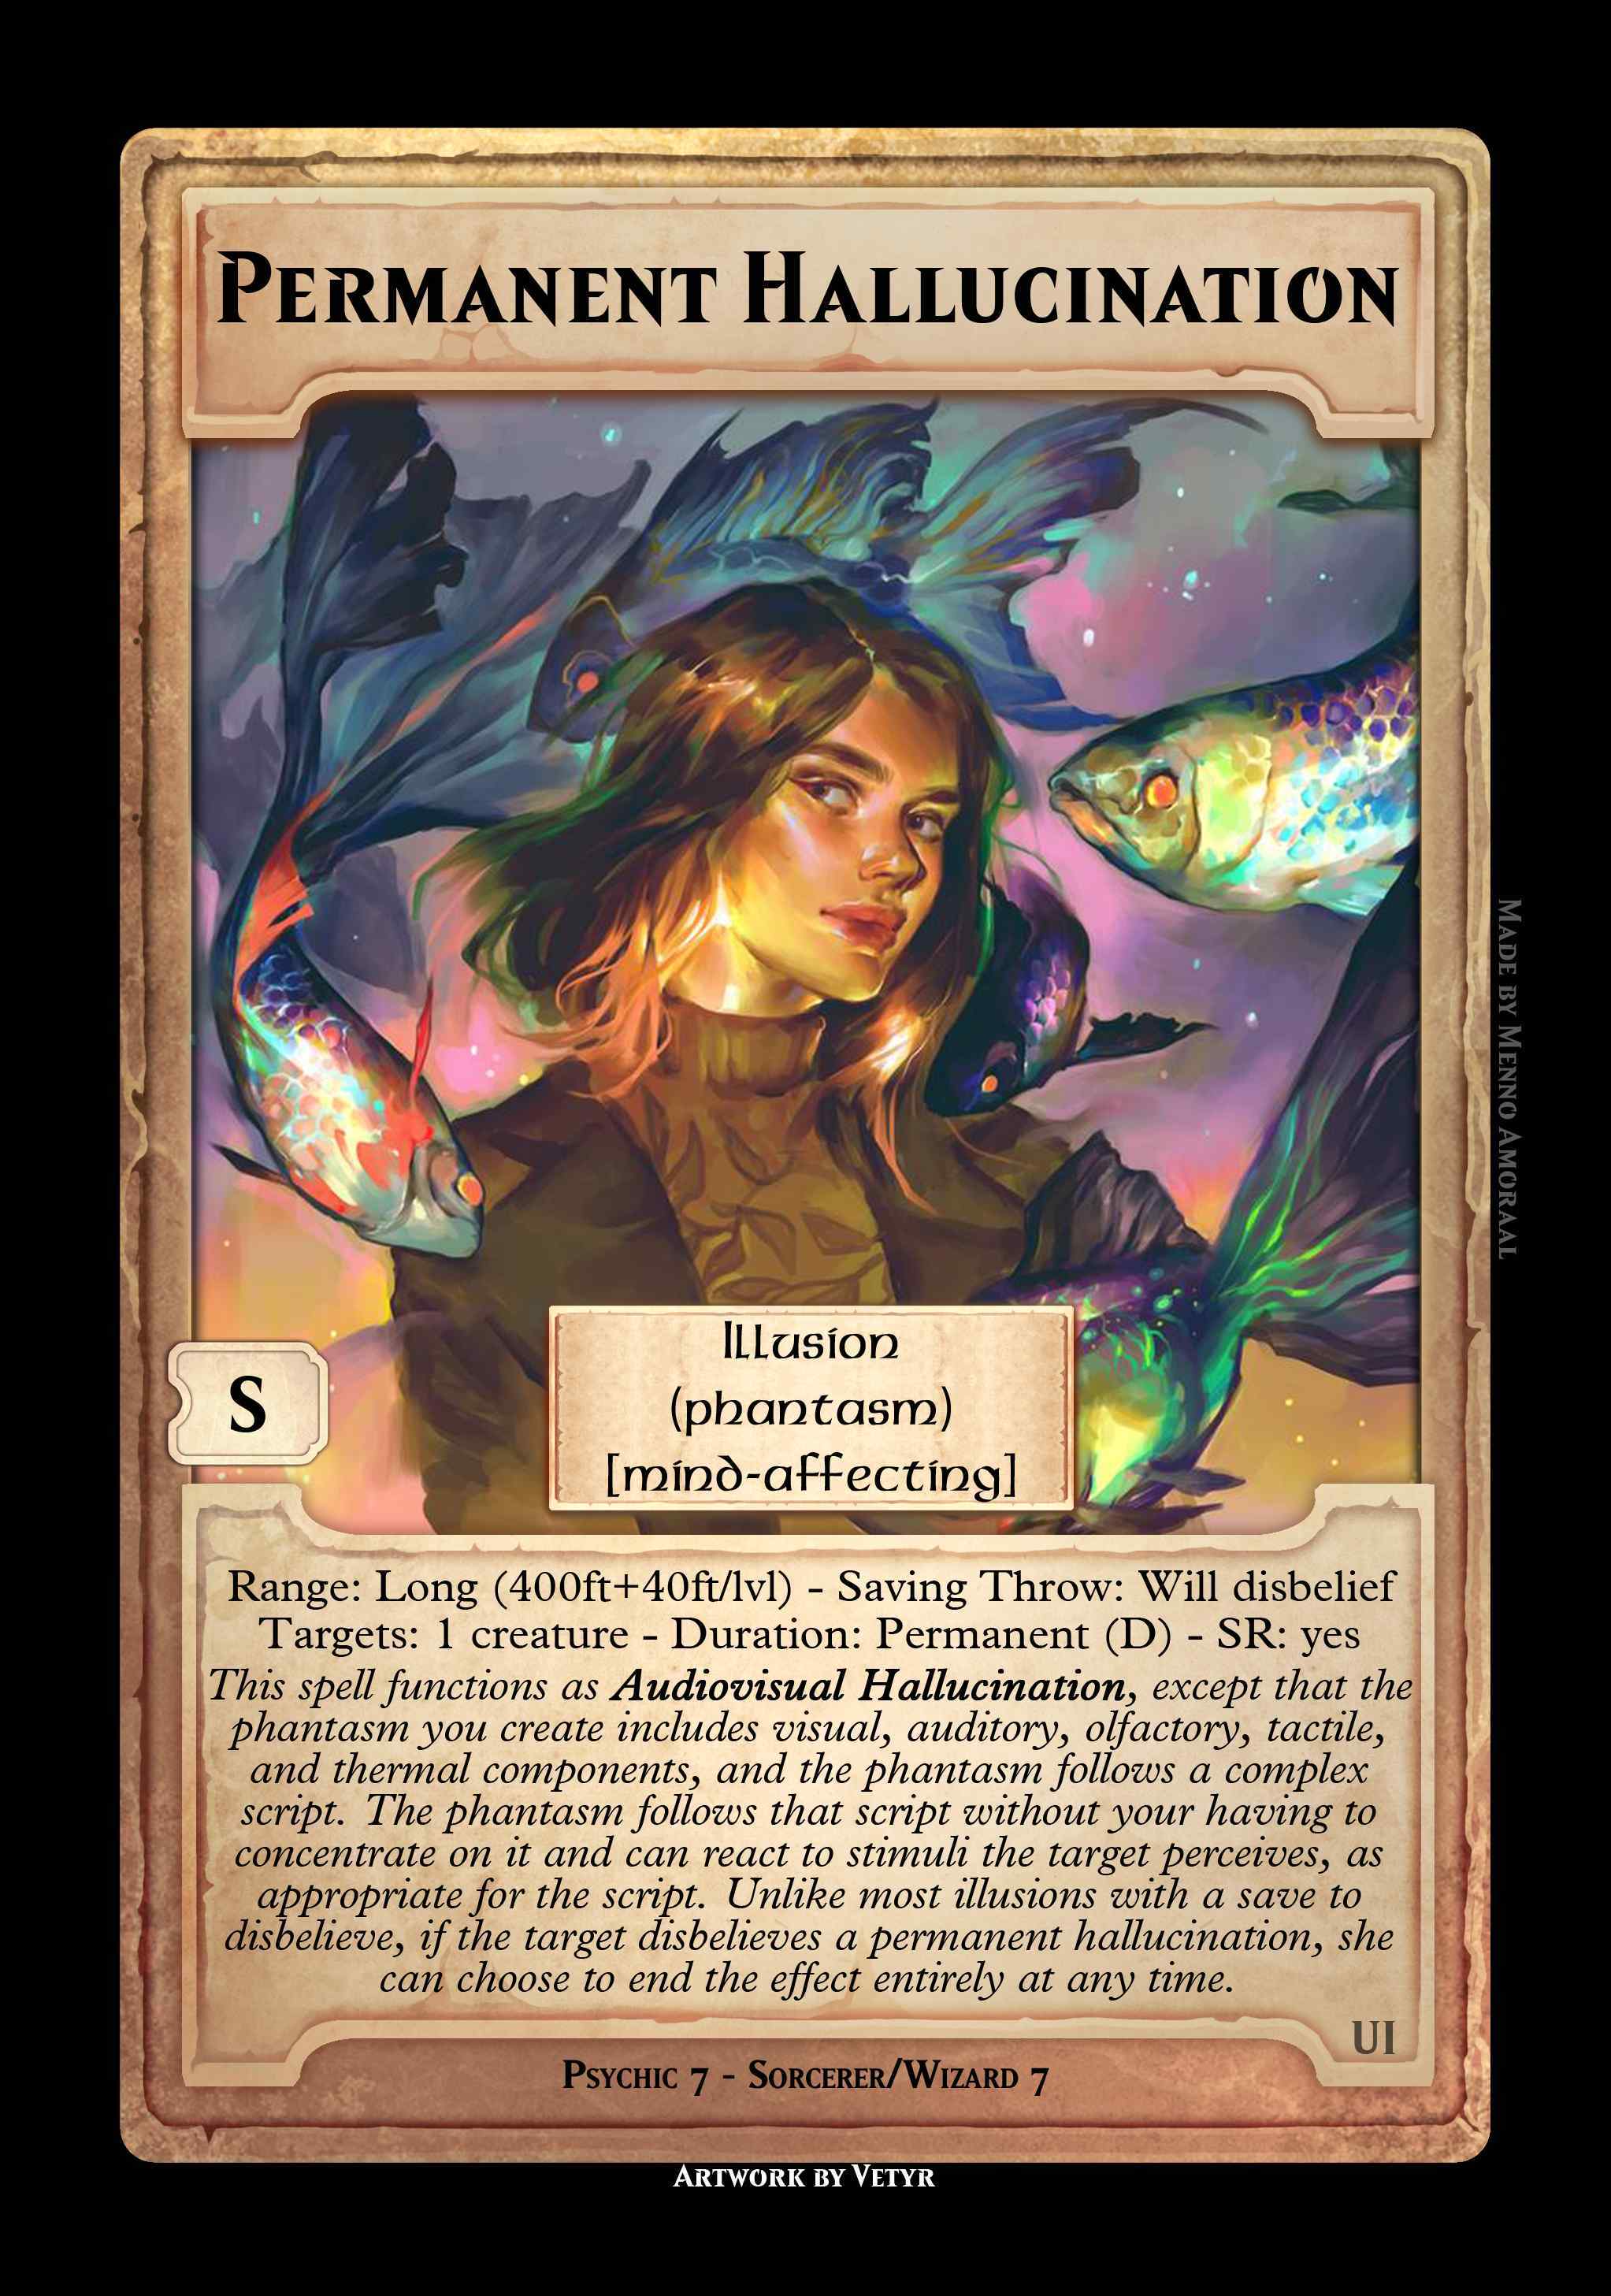 Permanent Hallucination
Illusion
(phantasm)
[mind-affecting]
S
Range: Long (400ft+40ft/lvl) - Saving Throw: Will disbelief
Targets: 1 creature - Duration: Permanent (D) - SR: yes
This spell functions as Audiovisual Hallucination, except that the
phantasm you create includes visual, auditory, olfactory, tactile,
and thermal components, and the phantasm follows a complex
script. The phantasm follows that script without your having to
concentrate on it and can react to stimuli the target perceives, as
appropriate for the script. Unlike most illusions with a save to
disbelieve, if the target disbelieves a permanent hallucination, she
can choose to end the effect entirely at any time.
UI
Psychic 7 - Sorcerer/Wizard 7
Artwork by Vetyr
Made by Menno Amoraal